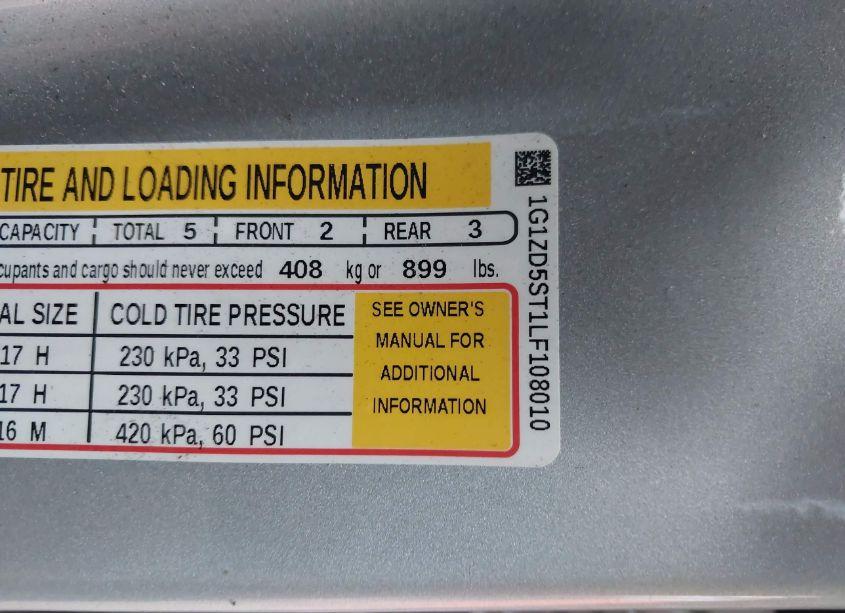 TIRE AND LOADING INFORMATION
CAPACITY TOTAL 5 FRONT 2 REAR 3
cupants and cargo should never exceed 408 kg or 899 lbs.
AL SIZE COLD TIRE PRESSURE
17 H 230 kPa, 33 PSI
17 H 230 kPa, 33 PSI
16 M 420 kPa, 60 PSI
SEE OWNER'S
MANUAL FOR
ADDITIONAL
INFORMATION
1G1ZD5ST1LF108010